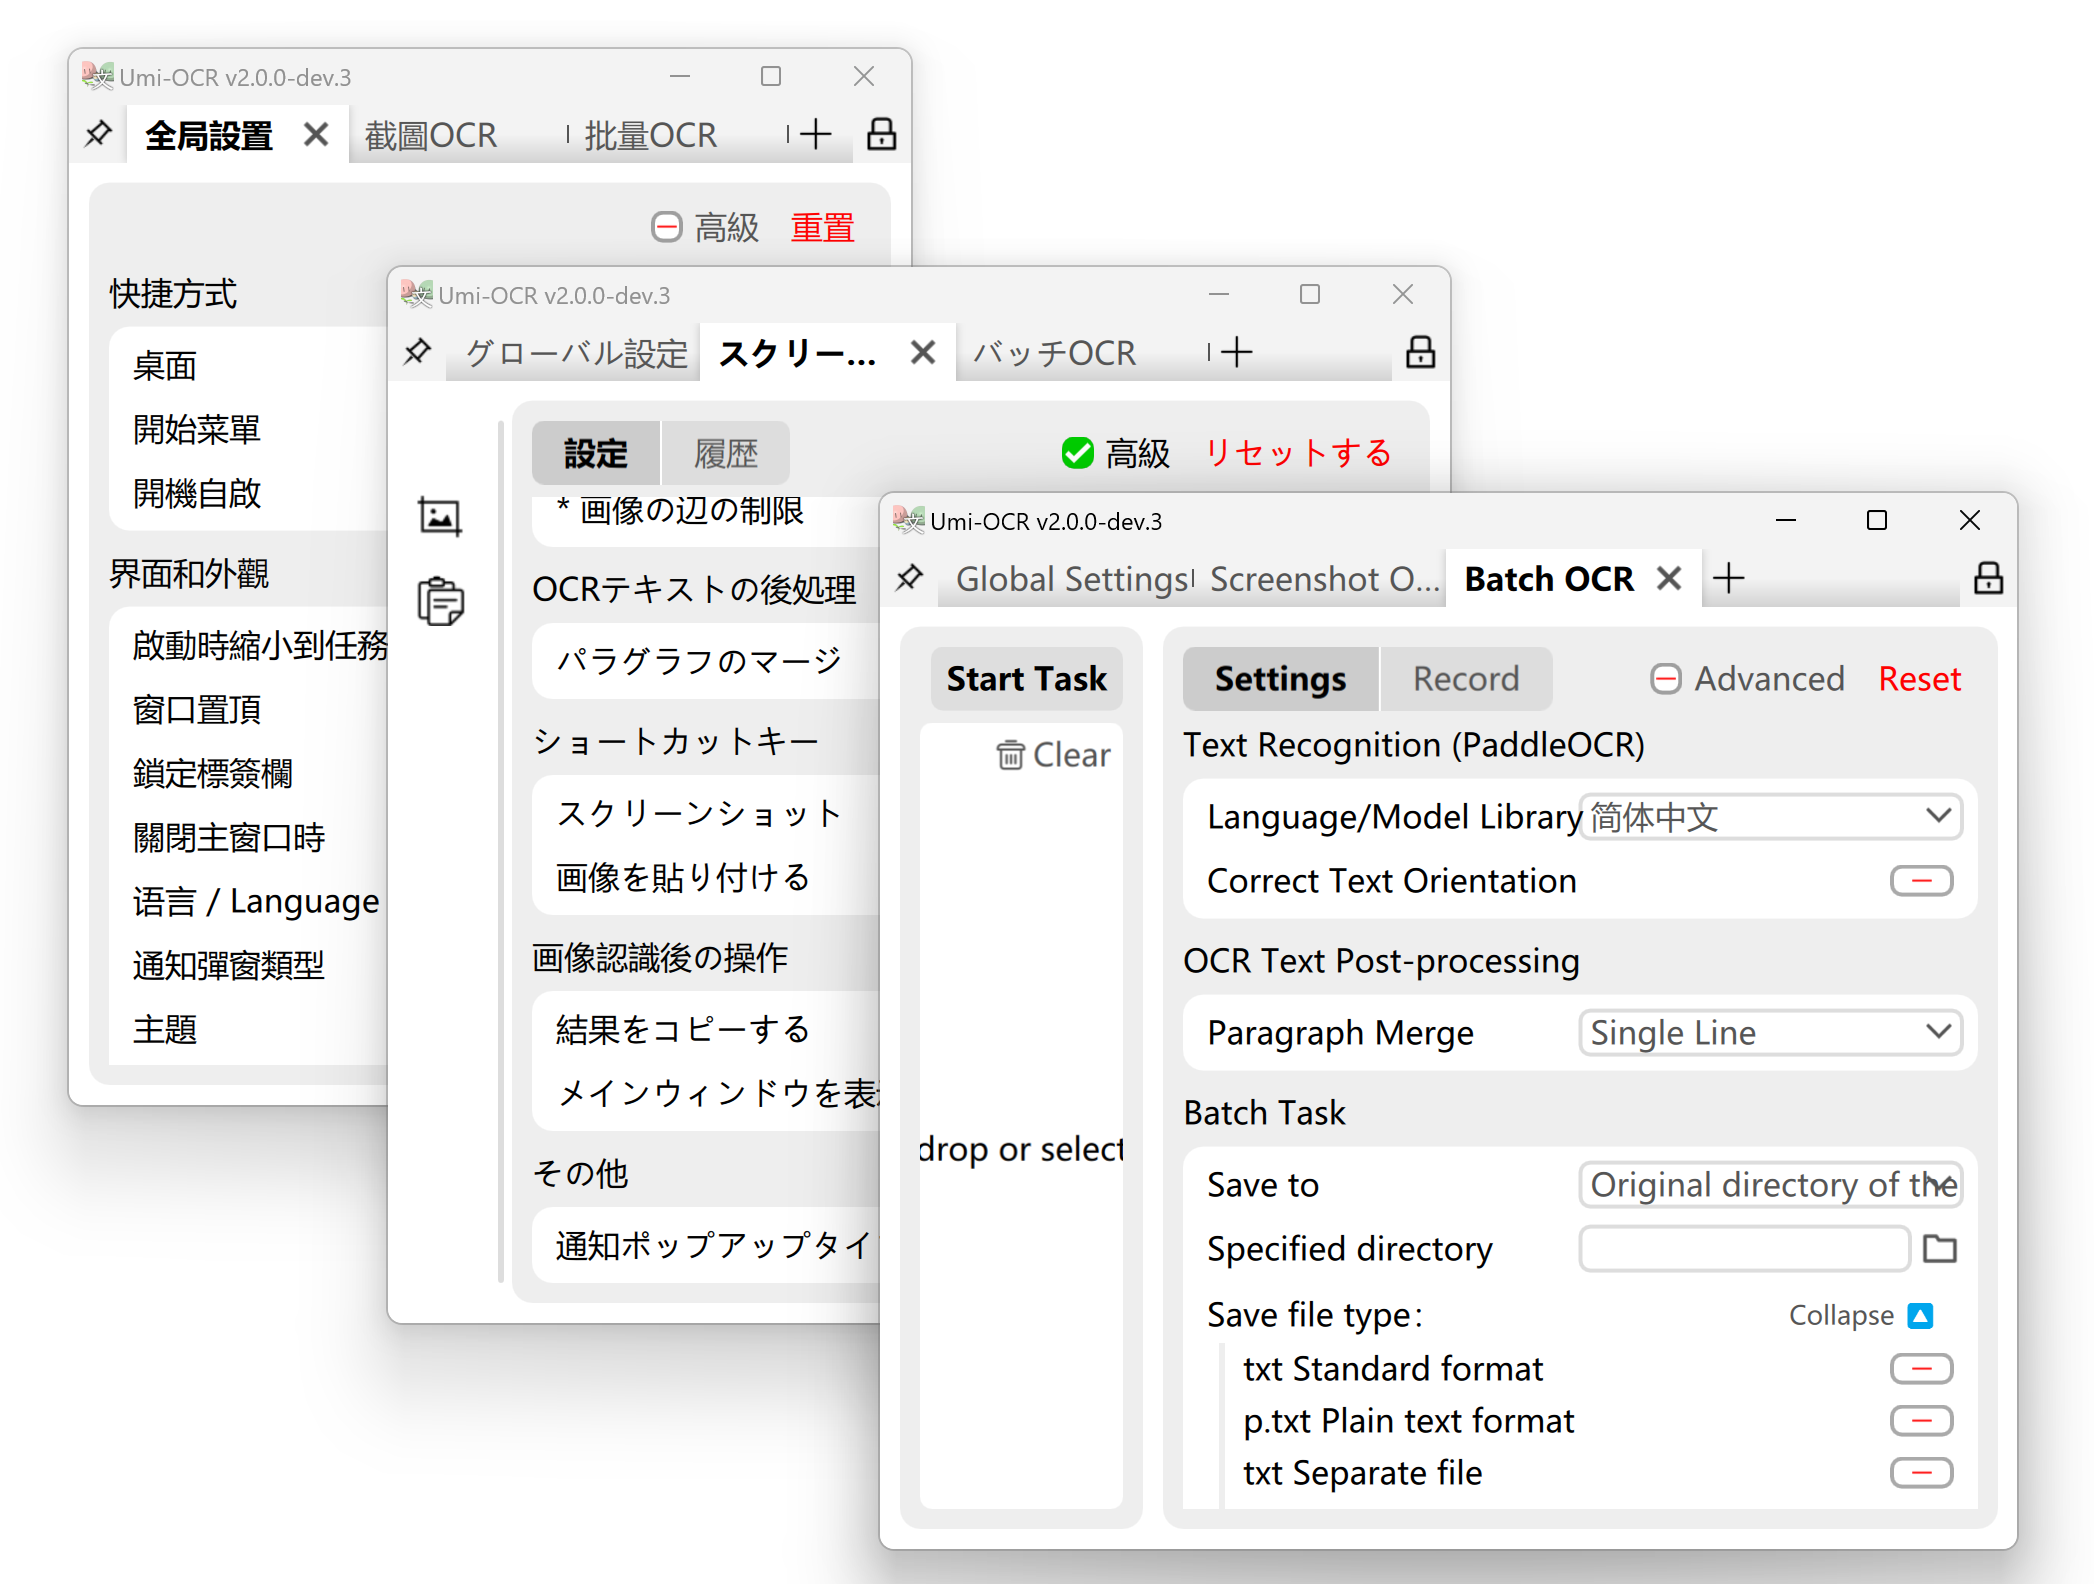 Umi-OCR v2.0.0-dev.3
全局設置 截圖OCR 批量OCR
高級 重置
快捷方式
桌面
開始菜單
開機自啟
界面和外觀
啟動時縮小到任務
窗口置頂
鎖定標簽欄
關閉主窗口時
语言 / Language
通知彈窗類型
主題
Umi-OCR v2.0.0-dev.3
グローバル設定 スクリー... バッチOCR
設定 履歴 高級 リセットする
* 画像の辺の制限
OCRテキストの後処理
パラグラフのマージ
ショートカットキー
スクリーンショット
画像を貼り付ける
画像認識後の操作
結果をコピーする
メインウィンドウを表
その他
通知ポップアップタイ
Umi-OCR v2.0.0-dev.3
Global Settings Screenshot O... Batch OCR
Start Task
Clear
drop or select
Settings Record Advanced Reset
Text Recognition (PaddleOCR)
Language/Model Library 简体中文
Correct Text Orientation
OCR Text Post-processing
Paragraph Merge Single Line
Batch Task
Save to Original directory of the
Specified directory
Save file type: Collapse
txt Standard format
p.txt Plain text format
txt Separate file